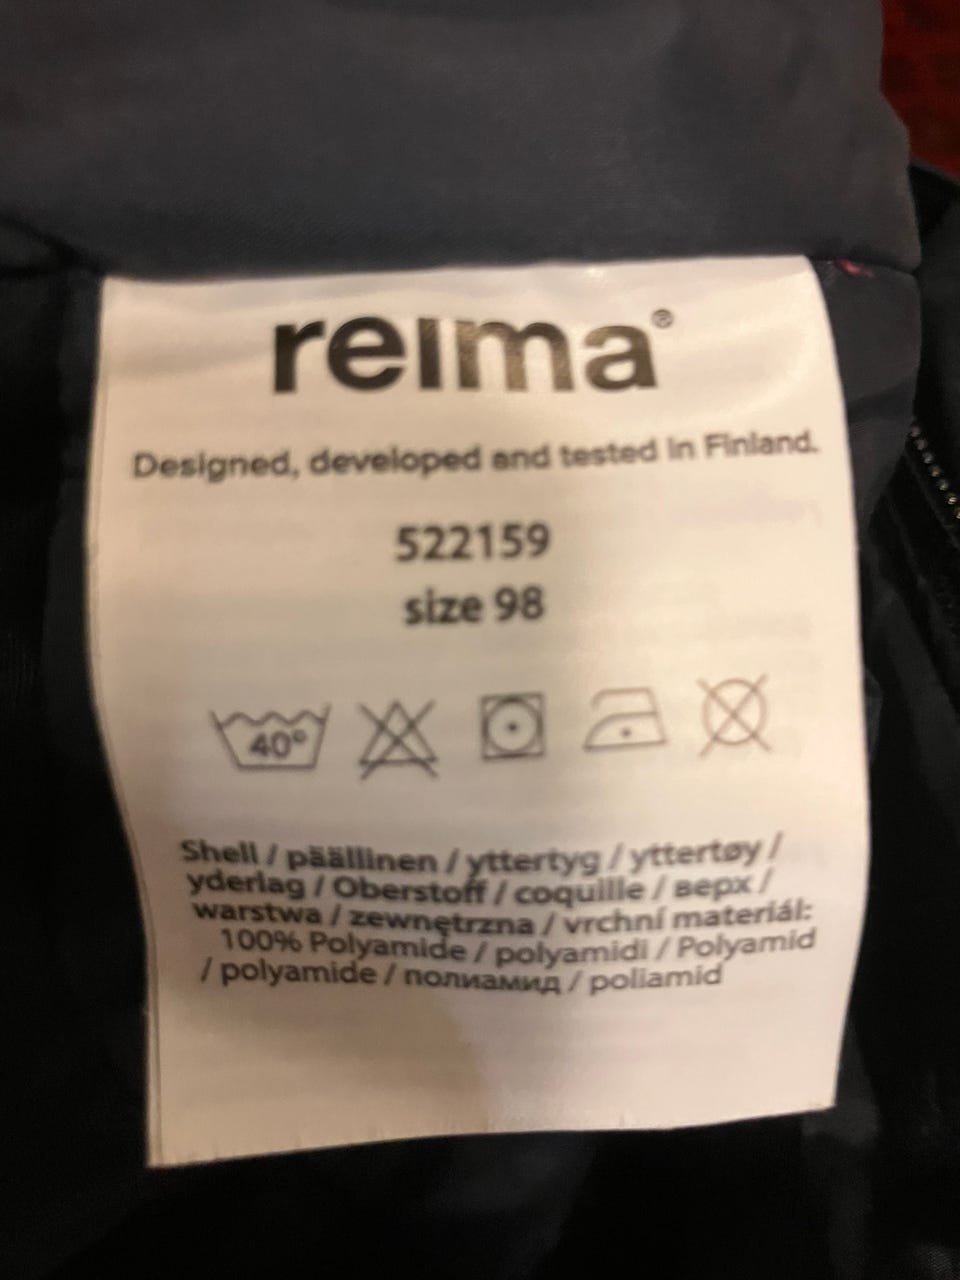 reima®
Designed, developed and tested in Finland.
522159
size 98
40°
Shell / päällinen / yttertyg / yttertøy /
yderlag / Oberstoff / coquille / верх /
warstwa / zewnętrzna / vrchní materiál:
100% Polyamide / polyamidi / Polyamid
/ polyamide / полиамид / poliamid